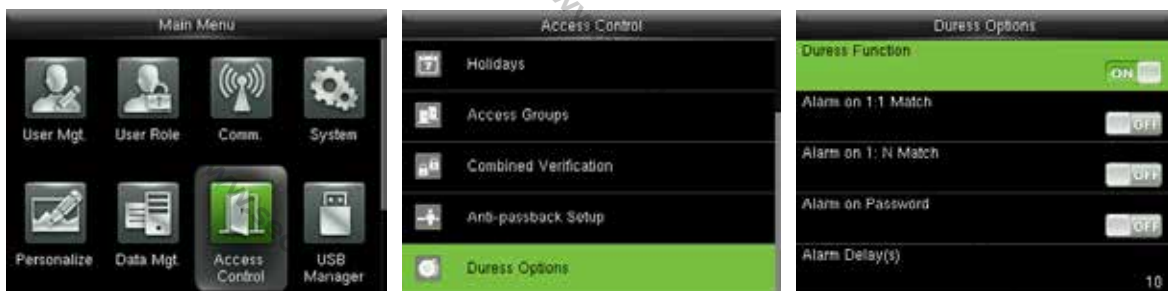 Main Menu
User Mgt.
User Role
Comm.
System
Personalize
Data Mgt.
Access Control
USB Manager
Access Control
Holidays
Access Groups
Combined Verification
Anti-passback Setup
Duress Options
Duress Options
Duress Function
ON
Alarm on 1:1 Match
OFF
Alarm on 1: N Match
OFF
Alarm on Password
OFF
Alarm Delay(s)
10